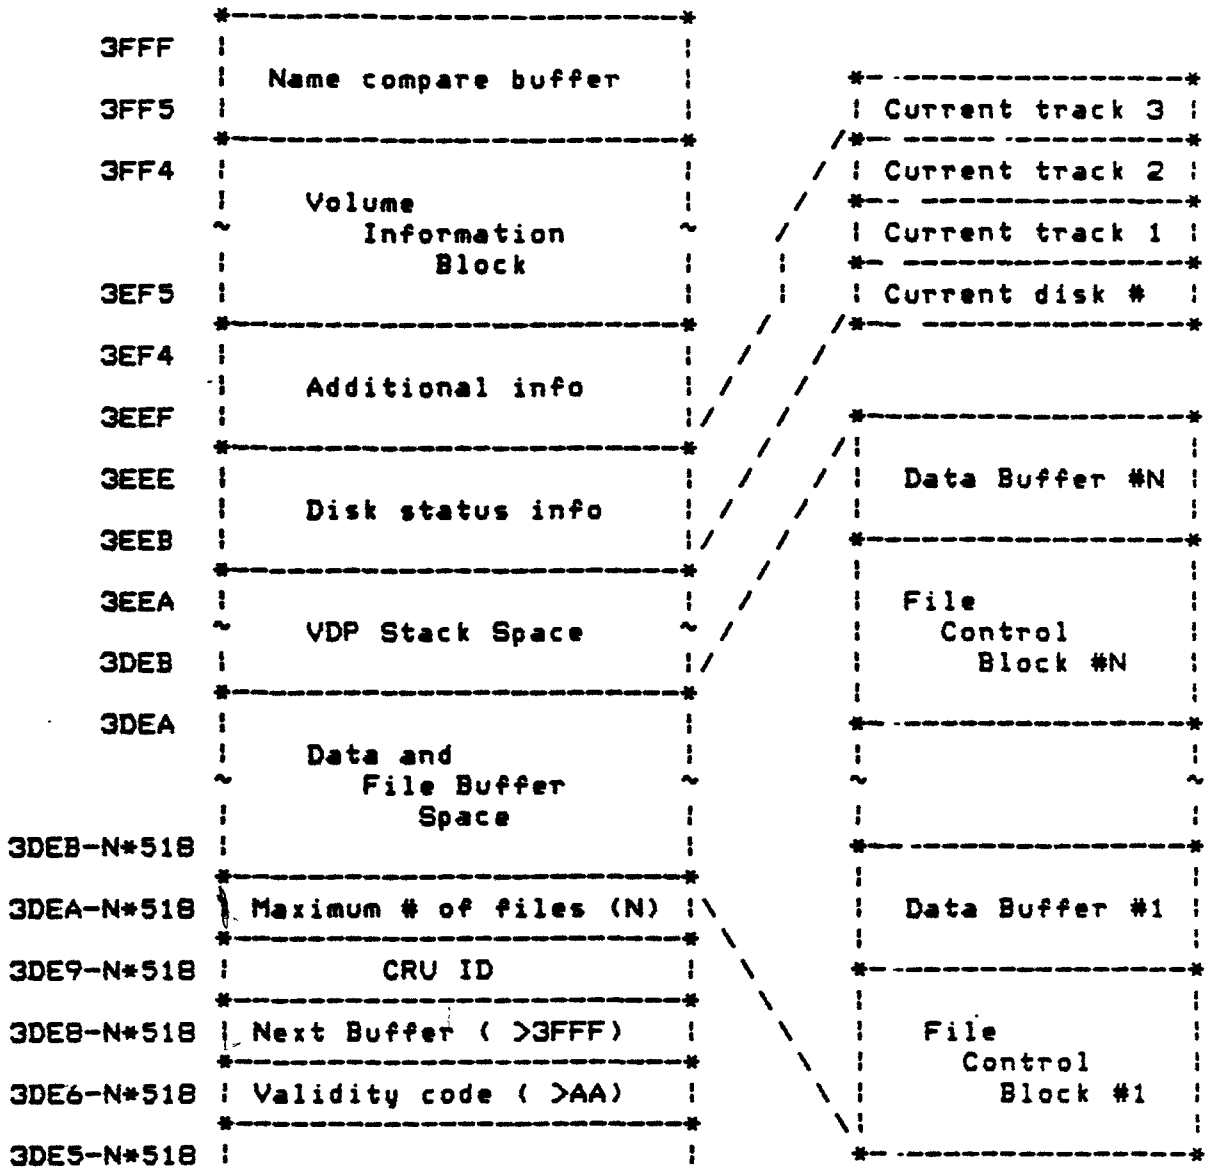 3FFF
Name compare buffer
3FF5
3FF4
Volume
Information
Block
3EF5
3EF4
Additional info
3EEF
3EEE
Disk status info
3EEB
3EEA
VDP Stack Space
3DEB
3DEA
Data and
File Buffer
Space
3DEB-N*518
3DEA-N*518 Maximum # of files (N)
3DE9-N*518 CRU ID
3DE8-N*518 Next Buffer ( >3FFF)
3DE6-N*518 Validity code ( >AA)
3DE5-N*518
Current track 3
Current track 2
Current track 1
Current disk #
Data Buffer #N
File
Control
Block #N
Data Buffer #1
File
Control
Block #1